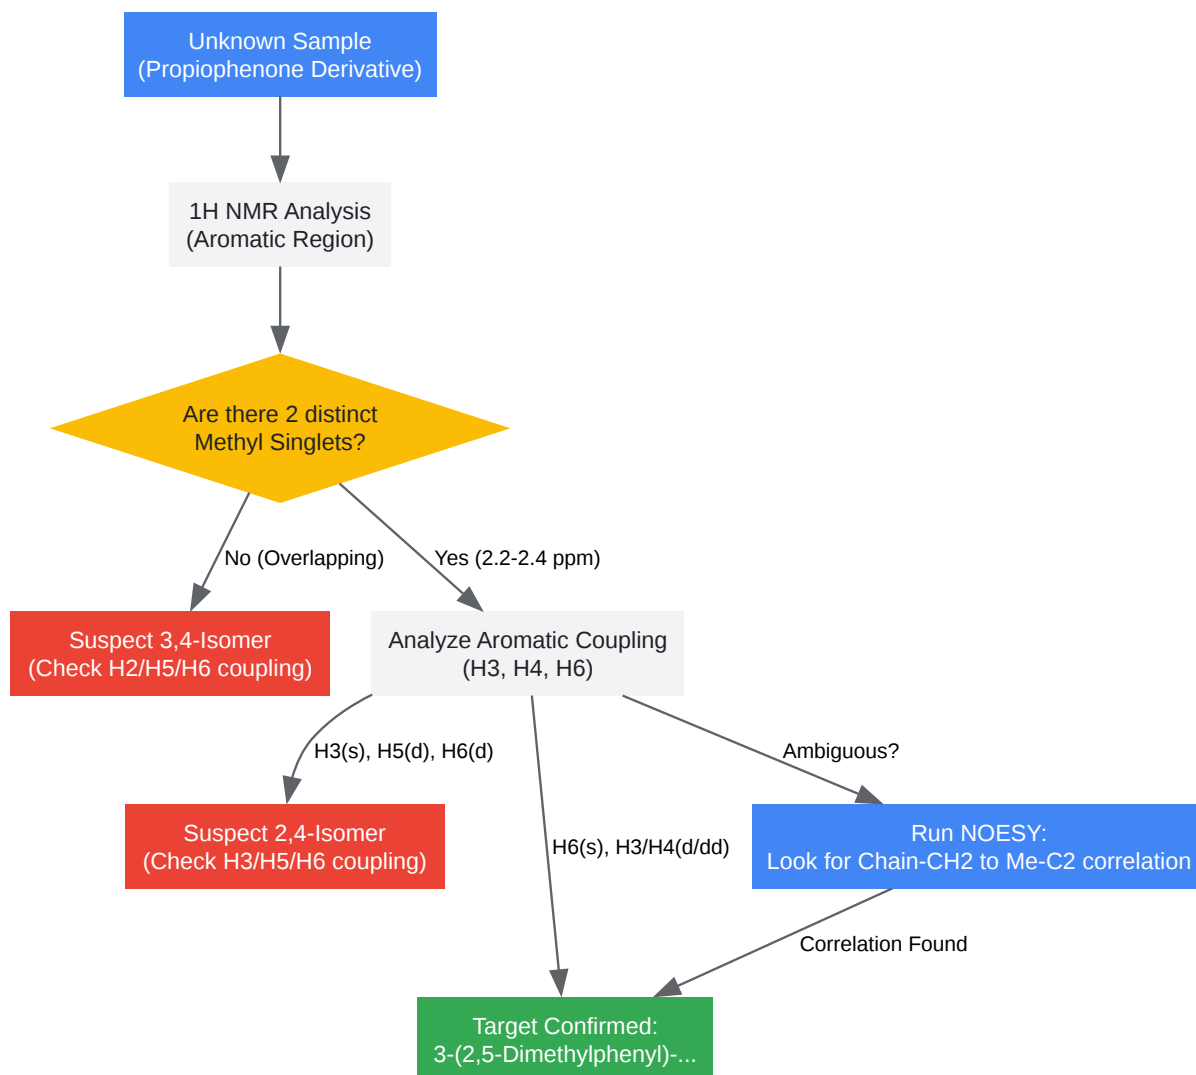 Unknown Sample
(Propiophenone Derivative)
1H NMR Analysis
(Aromatic Region)
Are there 2 distinct
Methyl Singlets?
No (Overlapping)
Yes (2.2-2.4 ppm)
Suspect 3,4-Isomer
(Check H2/H5/H6 coupling)
Analyze Aromatic Coupling
(H3, H4, H6)
H3(s), H5(d), H6(d)
Ambiguous?
Suspect 2,4-Isomer
(Check H3/H5/H6 coupling)
H6(s), H3/H4(d/dd)
Run NOESY:
Look for Chain-CH2 to Me-C2 correlation
Correlation Found
Target Confirmed:
3-(2,5-Dimethylphenyl)-...